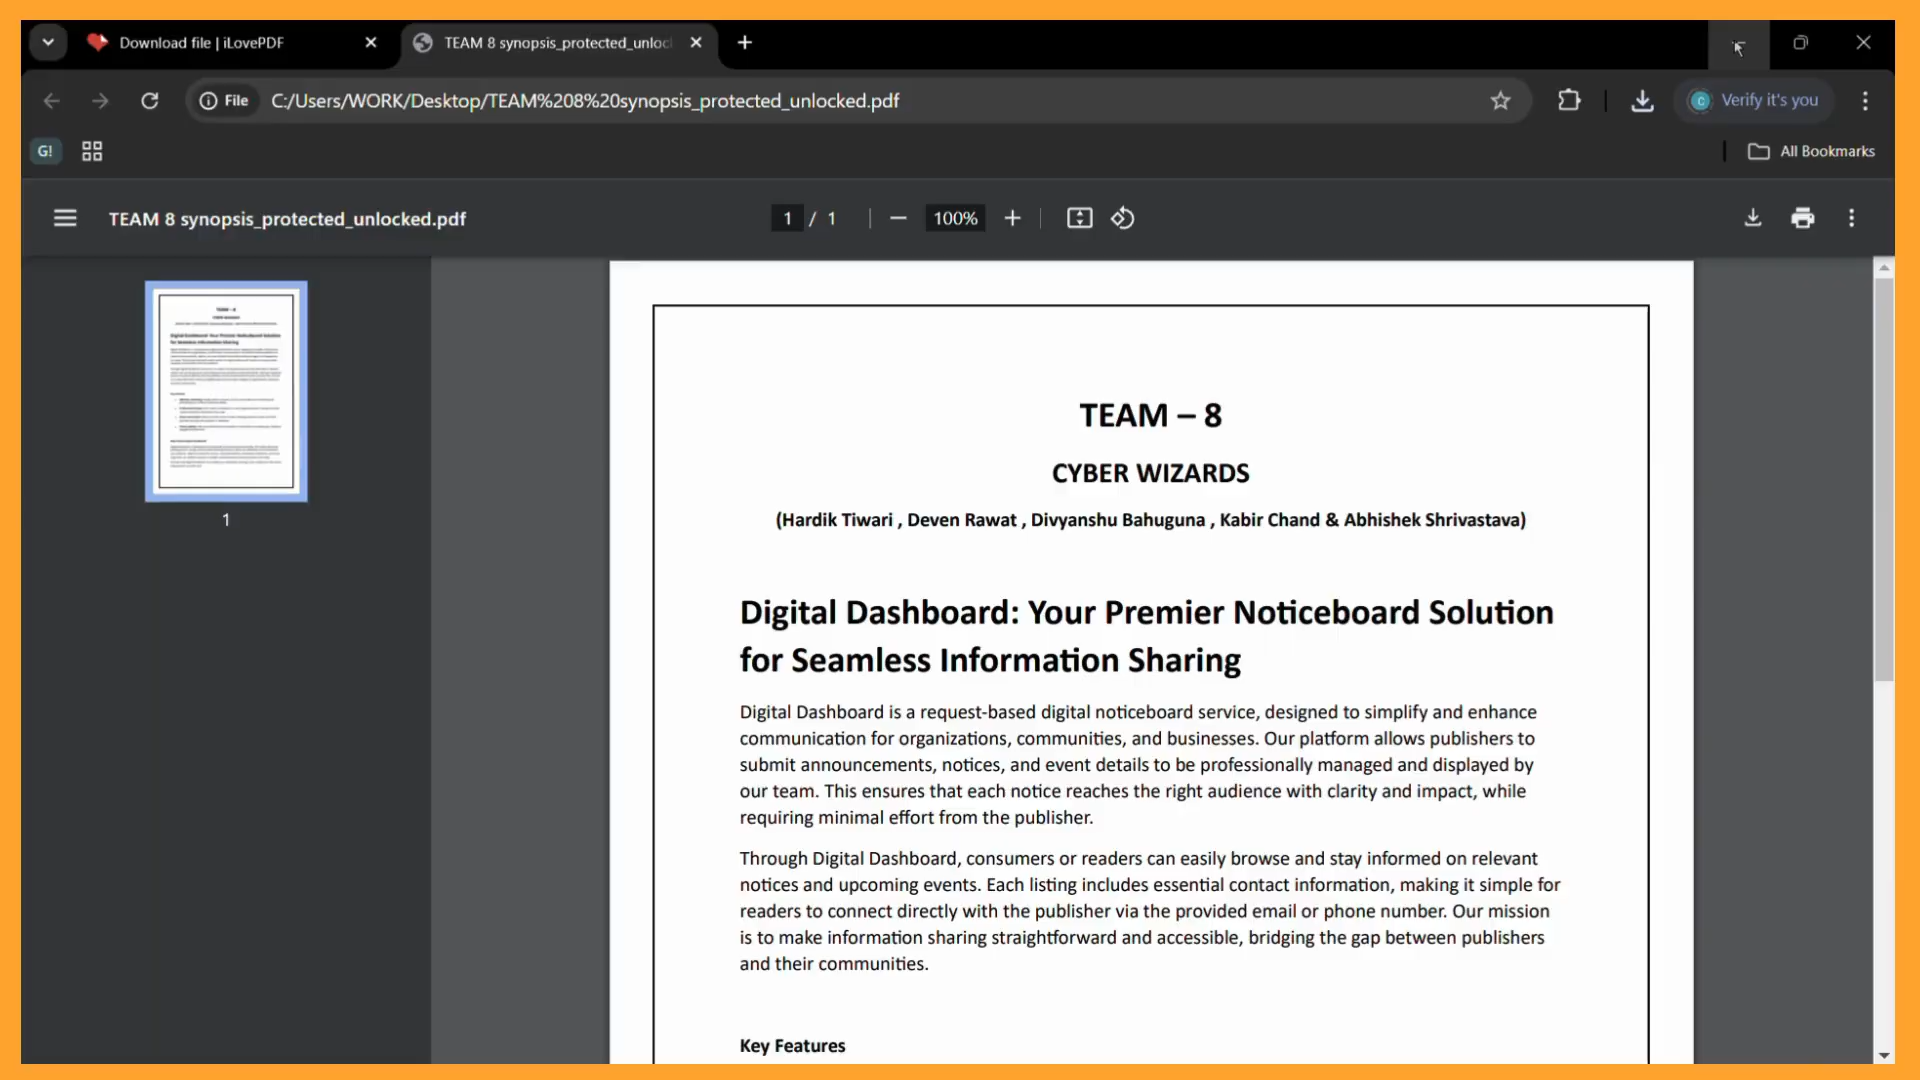 Download file | iLovePDF
TEAM 8 synopsis_protected_unloc
File
C:/Users/WORK/Desktop/TEAM%208%20synopsis_protected_unlocked.pdf
C
Verify it's you
G!
All Bookmarks
TEAM 8 synopsis_protected_unlocked.pdf
1 / 1
100%
1
TEAM – 8
CYBER WIZARDS
(Hardik Tiwari , Deven Rawat , Divyanshu Bahuguna , Kabir Chand & Abhishek Shrivastava)
Digital Dashboard: Your Premier Noticeboard Solution
for Seamless Information Sharing
Digital Dashboard is a request-based digital noticeboard service, designed to simplify and enhance
communication for organizations, communities, and businesses. Our platform allows publishers to
submit announcements, notices, and event details to be professionally managed and displayed by
our team. This ensures that each notice reaches the right audience with clarity and impact, while
requiring minimal effort from the publisher.
Through Digital Dashboard, consumers or readers can easily browse and stay informed on relevant
notices and upcoming events. Each listing includes essential contact information, making it simple for
readers to connect directly with the publisher via the provided email or phone number. Our mission
is to make information sharing straightforward and accessible, bridging the gap between publishers
and their communities.
Key Features